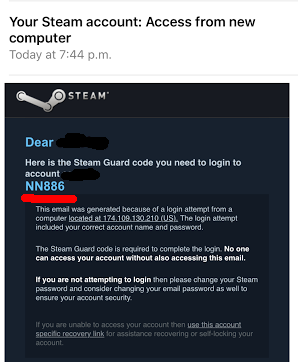 Your Steam account: Access from new
computer
Today at 7:44 p.m.
STEAM
Dear
Here is the Steam Guard code you need to login to
account
NN886
This email was generated because of a login attempt from a
computer located at 174.109.130.210 (US). The login attempt
included your correct account name and password.
The Steam Guard code is required to complete the login. No one
can access your account without also accessing this email.
If you are not attempting to login then please change your Steam
password and consider changing your email password as well to
ensure your account security.
If you are unable to access your account then use this account
specific recovery link for assistance recovering or self-locking your
account.